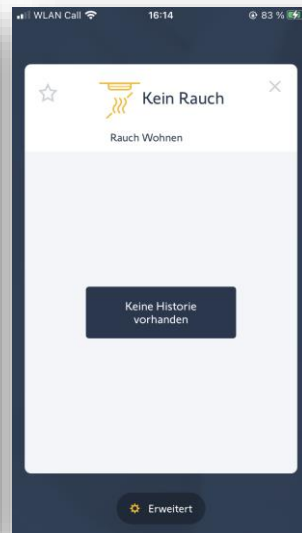 WLAN Call 16:14 83 %
Kein Rauch
Rauch Wohnen
Keine Historie
vorhanden
Erweitert